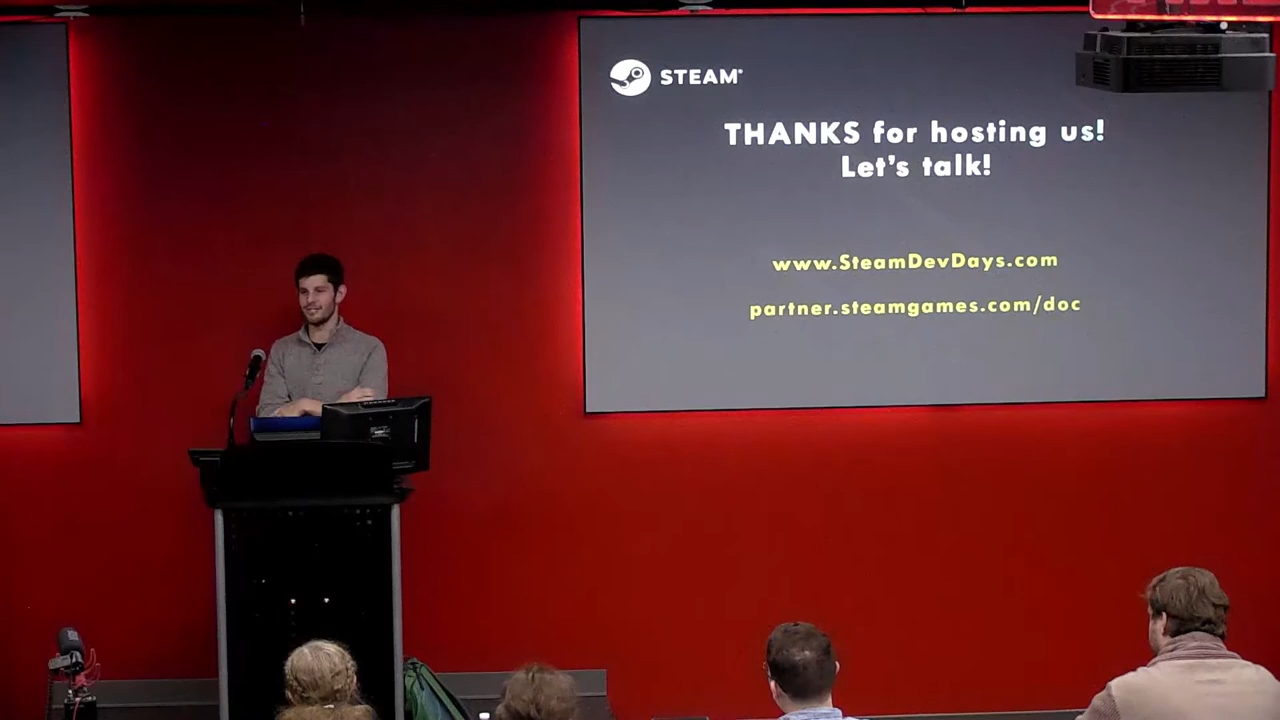 STEAM
THANKS for hosting us!
Let's talk!
www.SteamDevDays.com
partner.steamgames.com/doc